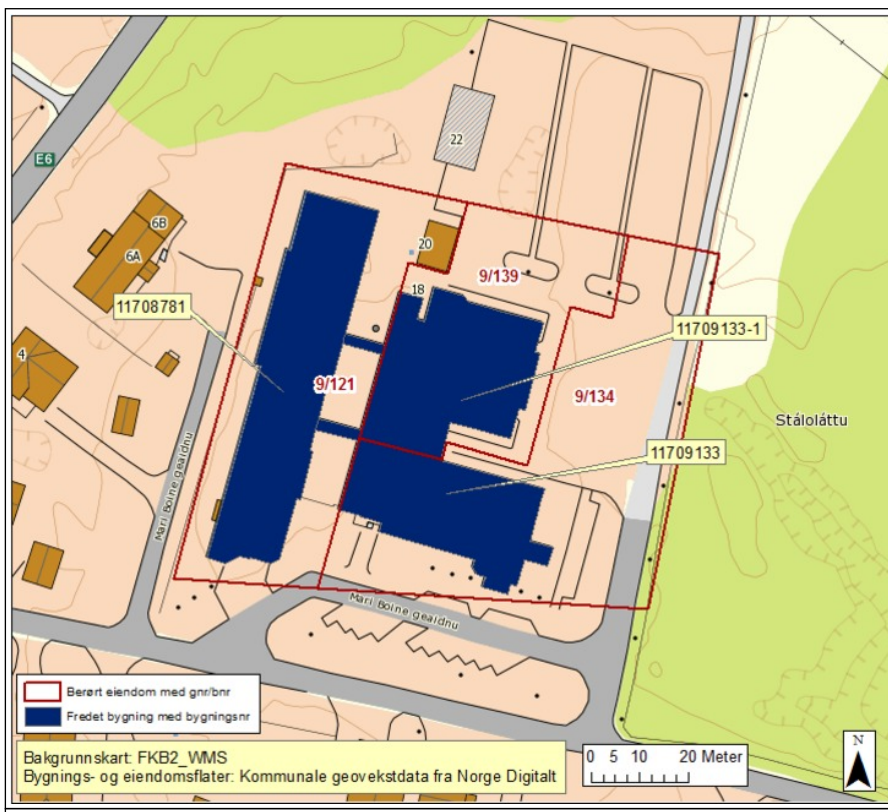 E6
22
6B
6A
20
9/139
18
11708781
11709133-1
4
9/121
9/134
Stáloláttu
11709133
Mari Boine geaidnu
Mari Boine geaidnu
Berørt eiendom med gnr/bnr
Fredet bygning med bygningsnr
Bakgrunnskart: FKB2_WMS
Bygnings- og eiendomsflater: Kommunale geovekstdata fra Norge Digitalt
0 5 10 20 Meter
N